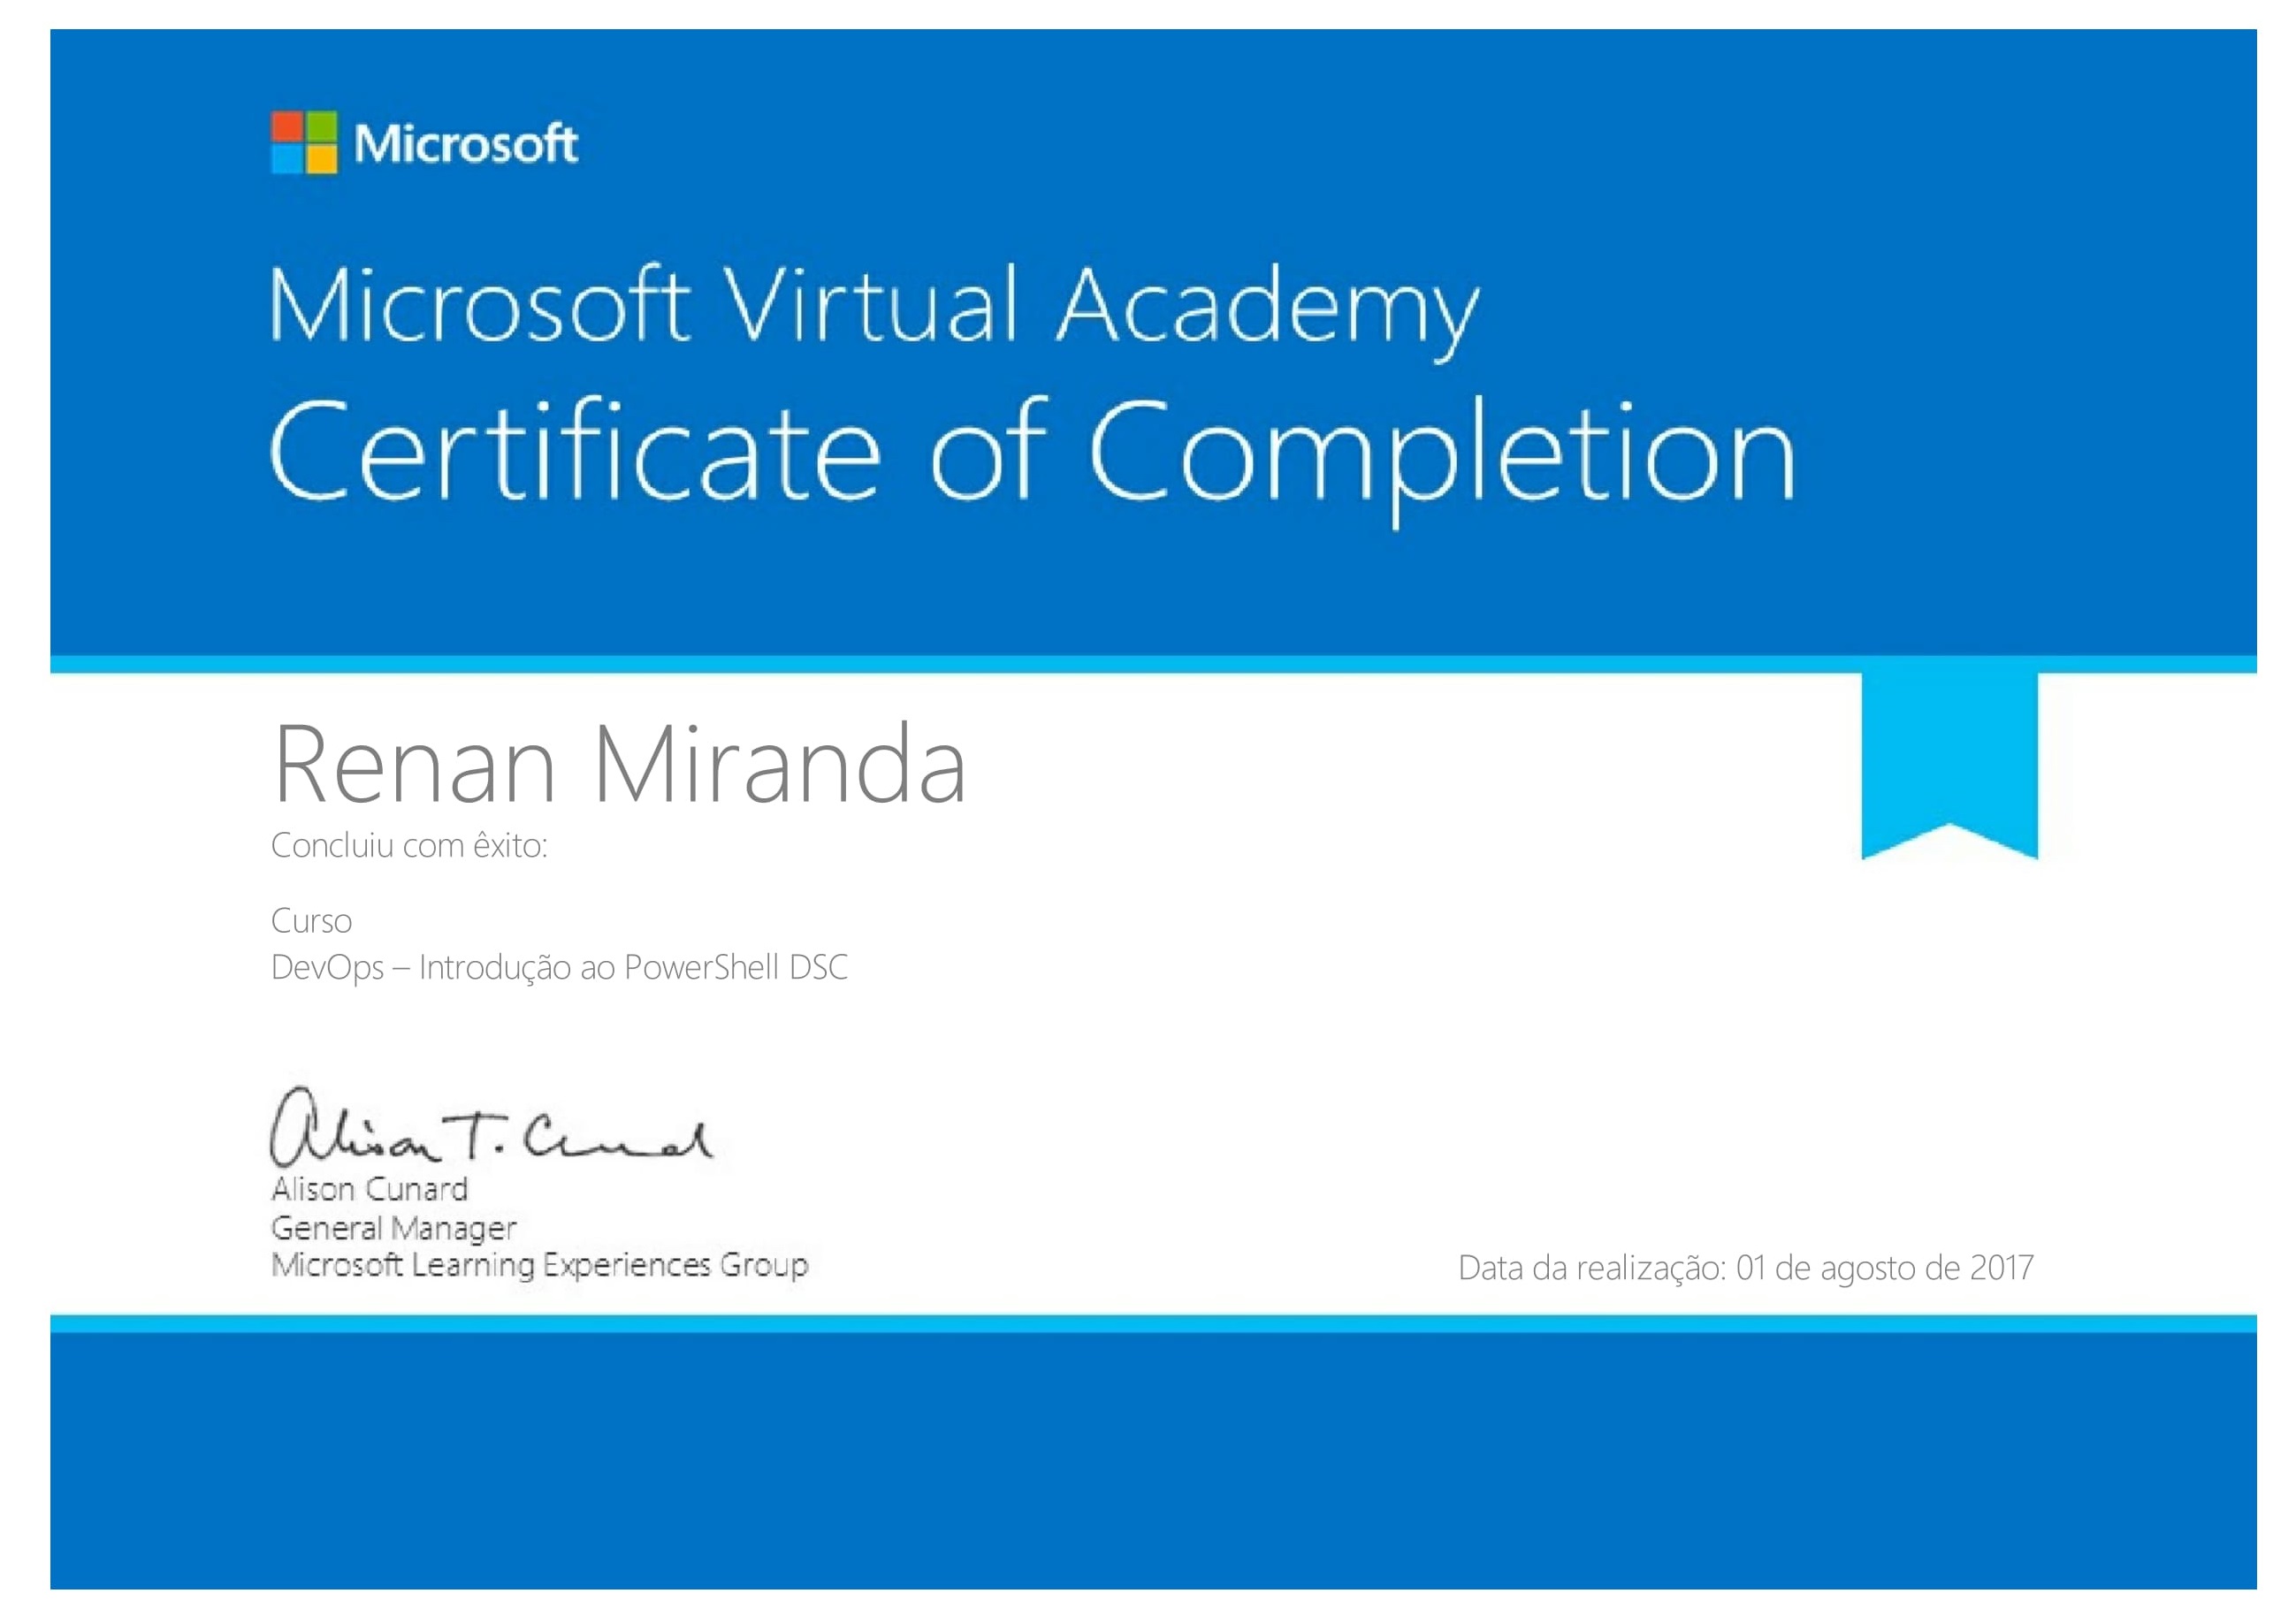 Microsoft
Microsoft Virtual Academy
Certificate of Completion
Renan Miranda
Concluiu com êxito:
Curso
DevOps – Introdução ao PowerShell DSC
Alison T. Cunard
Alison Cunard
General Manager
Microsoft Learning Experiences Group
Data da realização: 01 de agosto de 2017